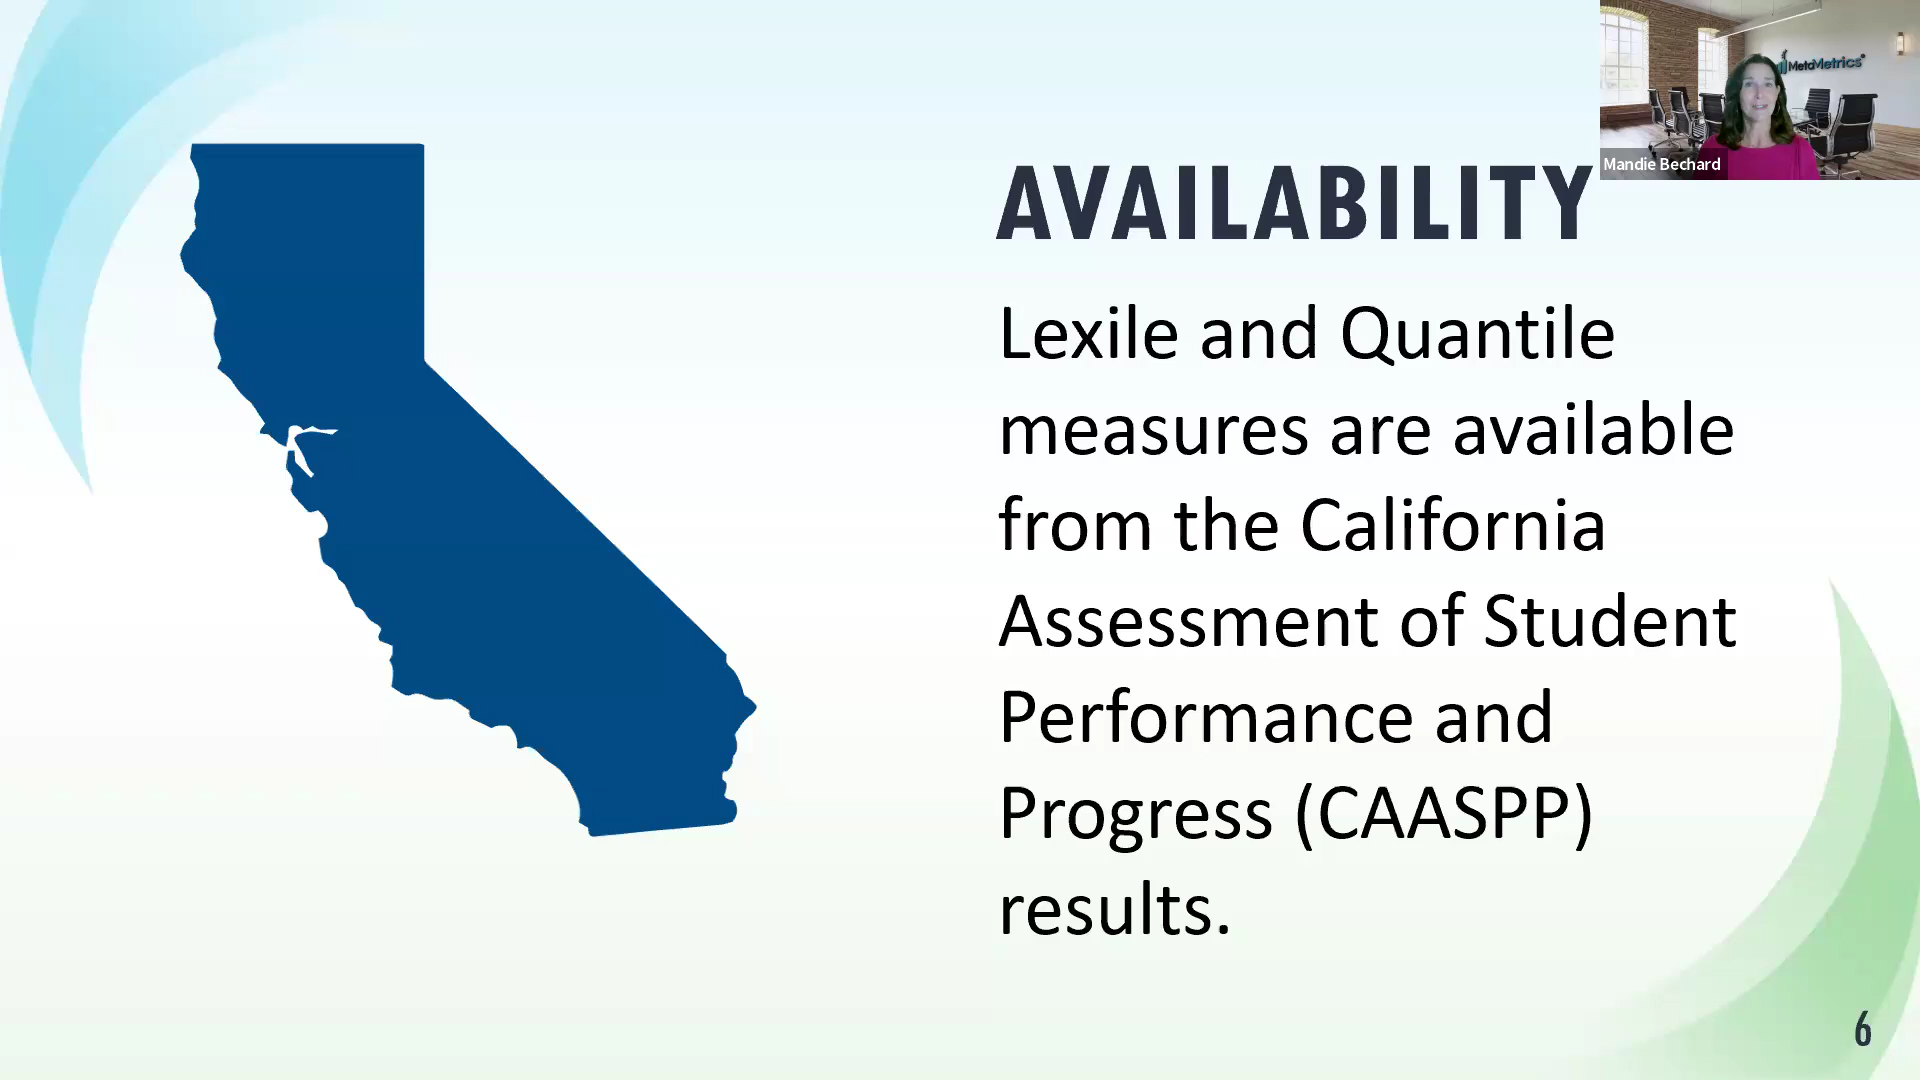 MetaMetrics
Mandie Bechard
AVAILABILITY
Lexile and Quantile
measures are available
from the California
Assessment of Student
Performance and
Progress (CAASPP)
results.
6